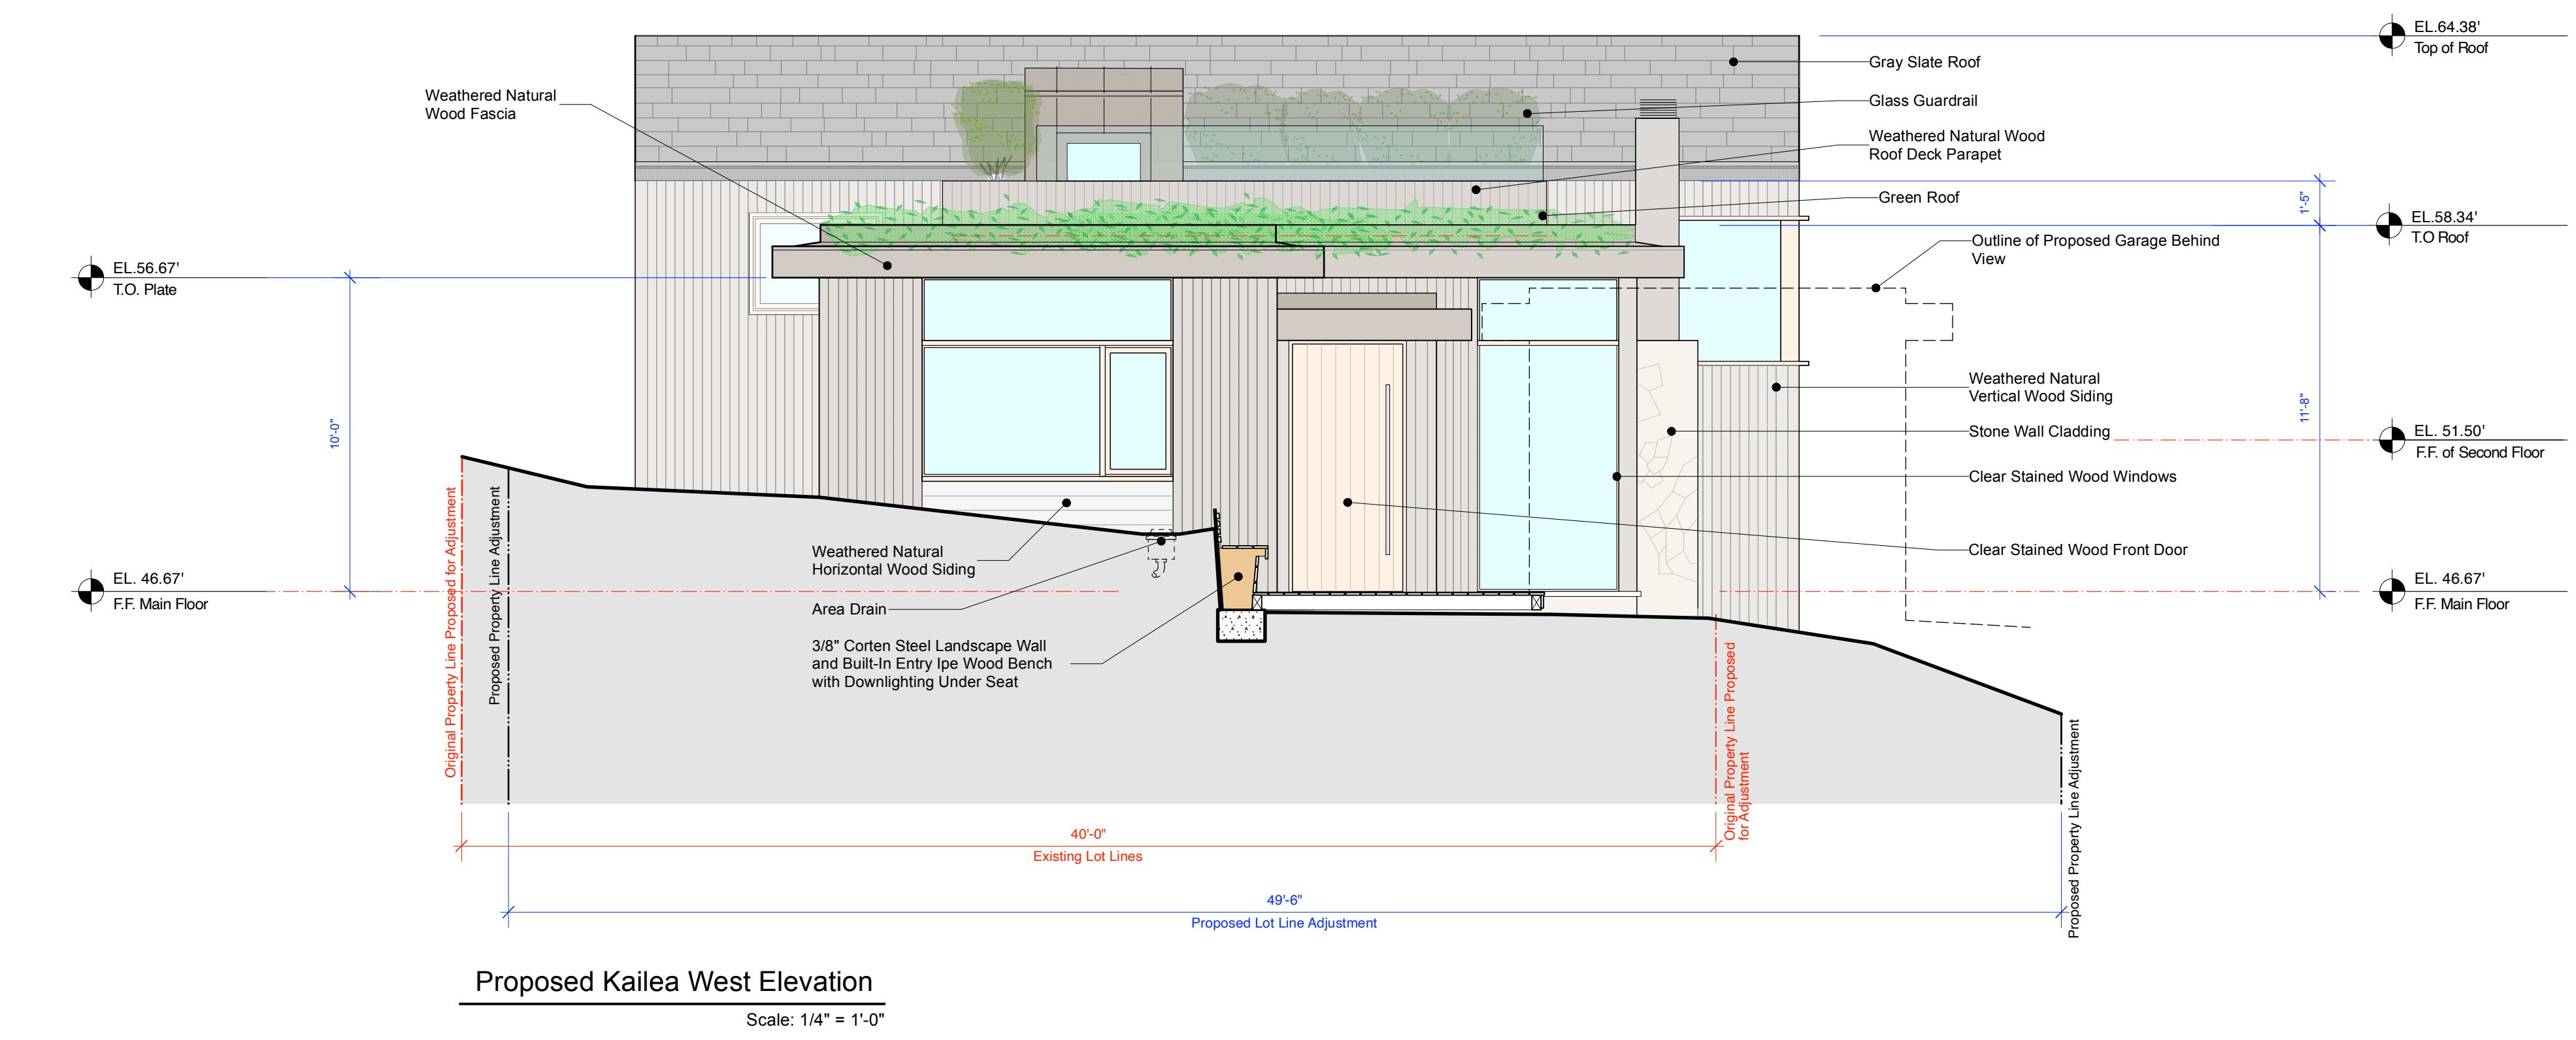 EL.64.38'
Top of Roof
Gray Slate Roof
Weathered Natural
Wood Fascia
Glass Guardrail
Weathered Natural Wood
Roof Deck Parapet
Green Roof
1'-5"
EL.58.34'
T.O Roof
Outline of Proposed Garage Behind
View
EL.56.67'
T.O. Plate
10'-0"
11'-8"
Weathered Natural
Vertical Wood Siding
Stone Wall Cladding
EL. 51.50'
F.F. of Second Floor
Clear Stained Wood Windows
Clear Stained Wood Front Door
Weathered Natural
Horizontal Wood Siding
EL. 46.67'
F.F. Main Floor
EL. 46.67'
F.F. Main Floor
Area Drain
3/8" Corten Steel Landscape Wall
and Built-In Entry Ipe Wood Bench
with Downlighting Under Seat
Original Property Line Proposed for Adjustment
Proposed Property Line Adjustment
Original Property Line Proposed
for Adjustment
Proposed Property Line Adjustment
40'-0"
Existing Lot Lines
49'-6"
Proposed Lot Line Adjustment
Proposed Kailea West Elevation
Scale: 1/4" = 1'-0"